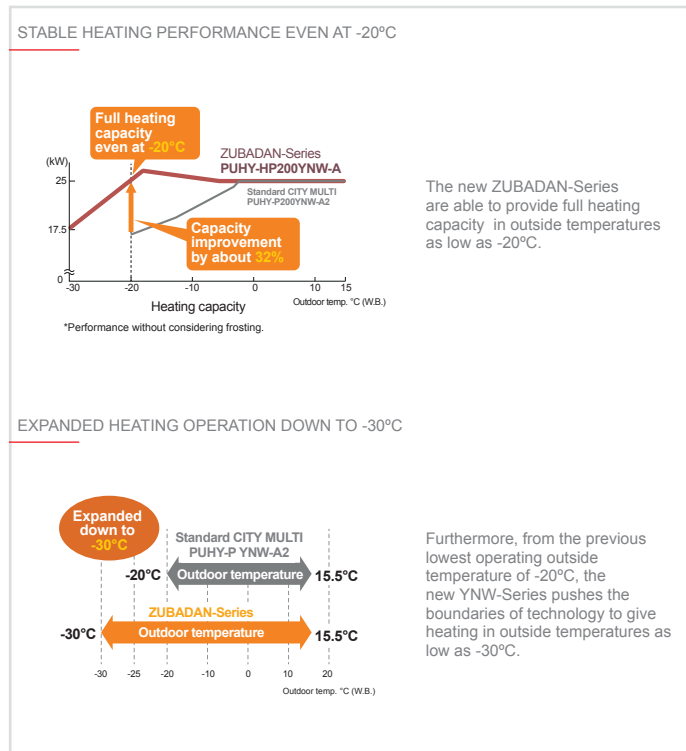 STABLE HEATING PERFORMANCE EVEN AT -20ºC
Full heating
capacity
even at -20°C
(kW)
ZUBADAN-Series
PUHY-HP200YNW-A
25
Standard CITY MULTI
PUHY-P200YNW-A2
17.5
Capacity
improvement
by about 32%
0
-30 -20 -10 0 10 15
Heating capacity
Outdoor temp. °C (W.B.)
*Performance without considering frosting.
The new ZUBADAN-Series
are able to provide full heating
capacity in outside temperatures
as low as -20ºC.
EXPANDED HEATING OPERATION DOWN TO -30ºC
Expanded
down to
-30°C
Standard CITY MULTI
PUHY-P YNW-A2
-20°C Outdoor temperature 15.5°C
ZUBADAN-Series
-30°C Outdoor temperature 15.5°C
-30 -25 -20 -10 0 10 20
Outdoor temp. °C (W.B.)
Furthermore, from the previous
lowest operating outside
temperature of -20ºC, the
new YNW-Series pushes the
boundaries of technology to give
heating in outside temperatures as
low as -30ºC.